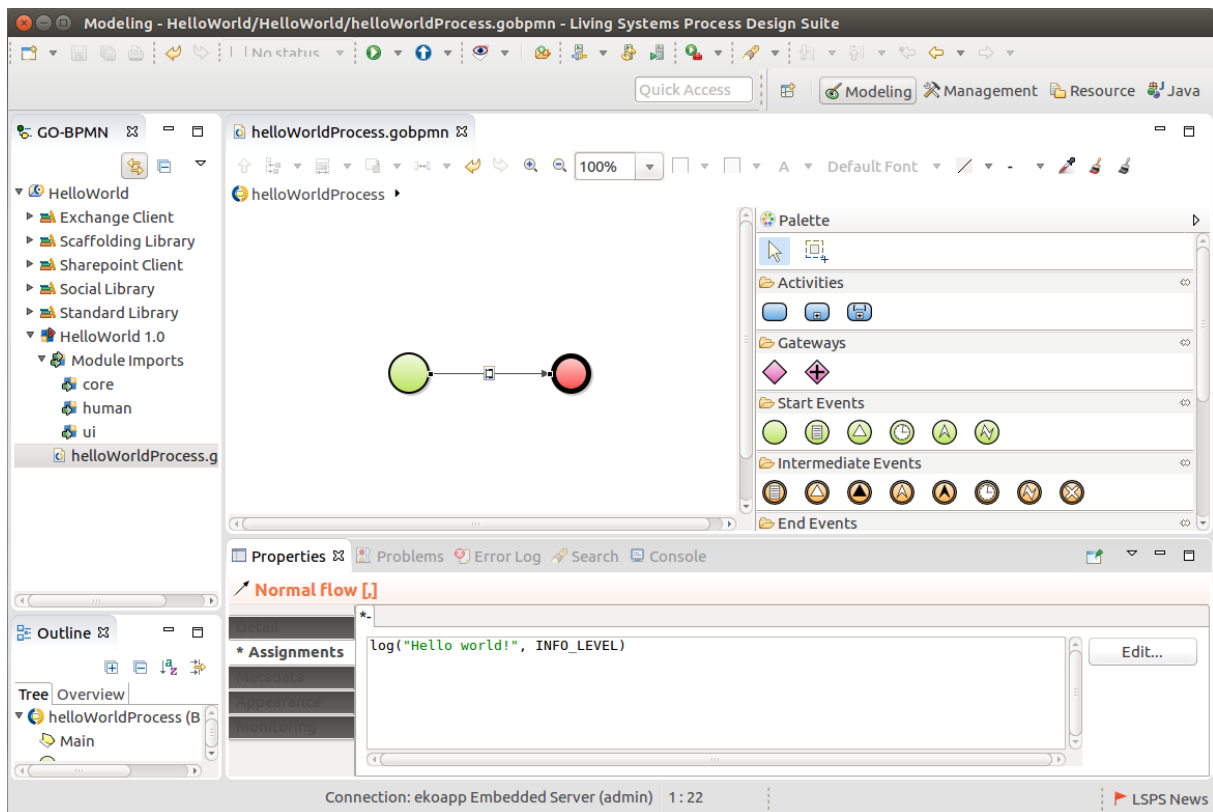 Modeling - HelloWorld/HelloWorld/helloWorldProcess.gobpmn - Living Systems Process Design Suite
No status
Quick Access
Modeling Management Resource Java
GO-BPMN
helloWorldProcess.gobpmn
100%
A
Default Font
HelloWorld
Exchange Client
Scaffolding Library
Sharepoint Client
Social Library
Standard Library
HelloWorld 1.0
Module Imports
core
human
ui
helloWorldProcess.g
helloWorldProcess
Palette
Activities
Gateways
Start Events
Intermediate Events
End Events
Properties Problems Error Log Search Console
Normal flow [,]
*-
Detail
* Assignments
Metadata
Appearance
Monitoring
log("Hello world!", INFO_LEVEL)
Edit...
Outline
Tree Overview
helloWorldProcess (B
Main
Connection: ekoapp Embedded Server (admin) 1 : 22
LSPS News